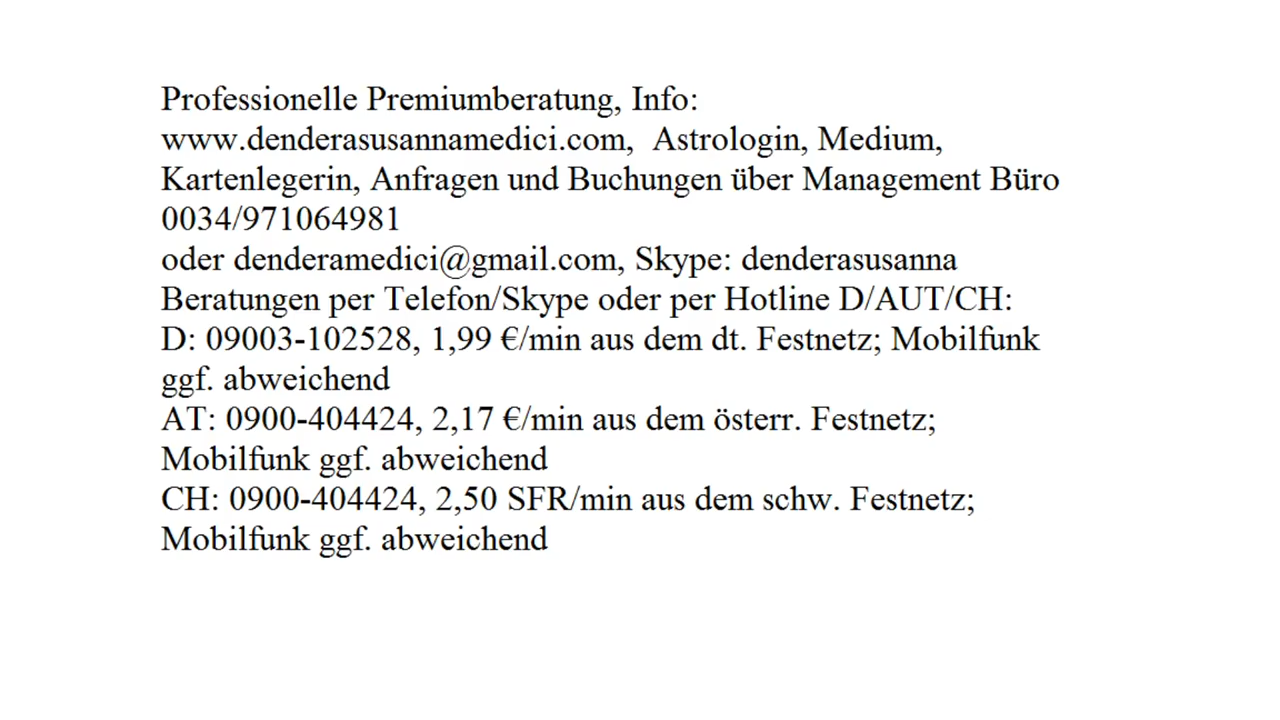 Professionelle Premiumberatung, Info:
www.denderasusannamedici.com,  Astrologin, Medium,
Kartenlegerin, Anfragen und Buchungen über Management Büro
0034/971064981
oder denderamedici@gmail.com, Skype: denderasusanna
Beratungen per Telefon/Skype oder per Hotline D/AUT/CH:
D: 09003-102528, 1,99 €/min aus dem dt. Festnetz; Mobilfunk
ggf. abweichend
AT: 0900-404424, 2,17 €/min aus dem österr. Festnetz;
Mobilfunk ggf. abweichend
CH: 0900-404424, 2,50 SFR/min aus dem schw. Festnetz;
Mobilfunk ggf. abweichend